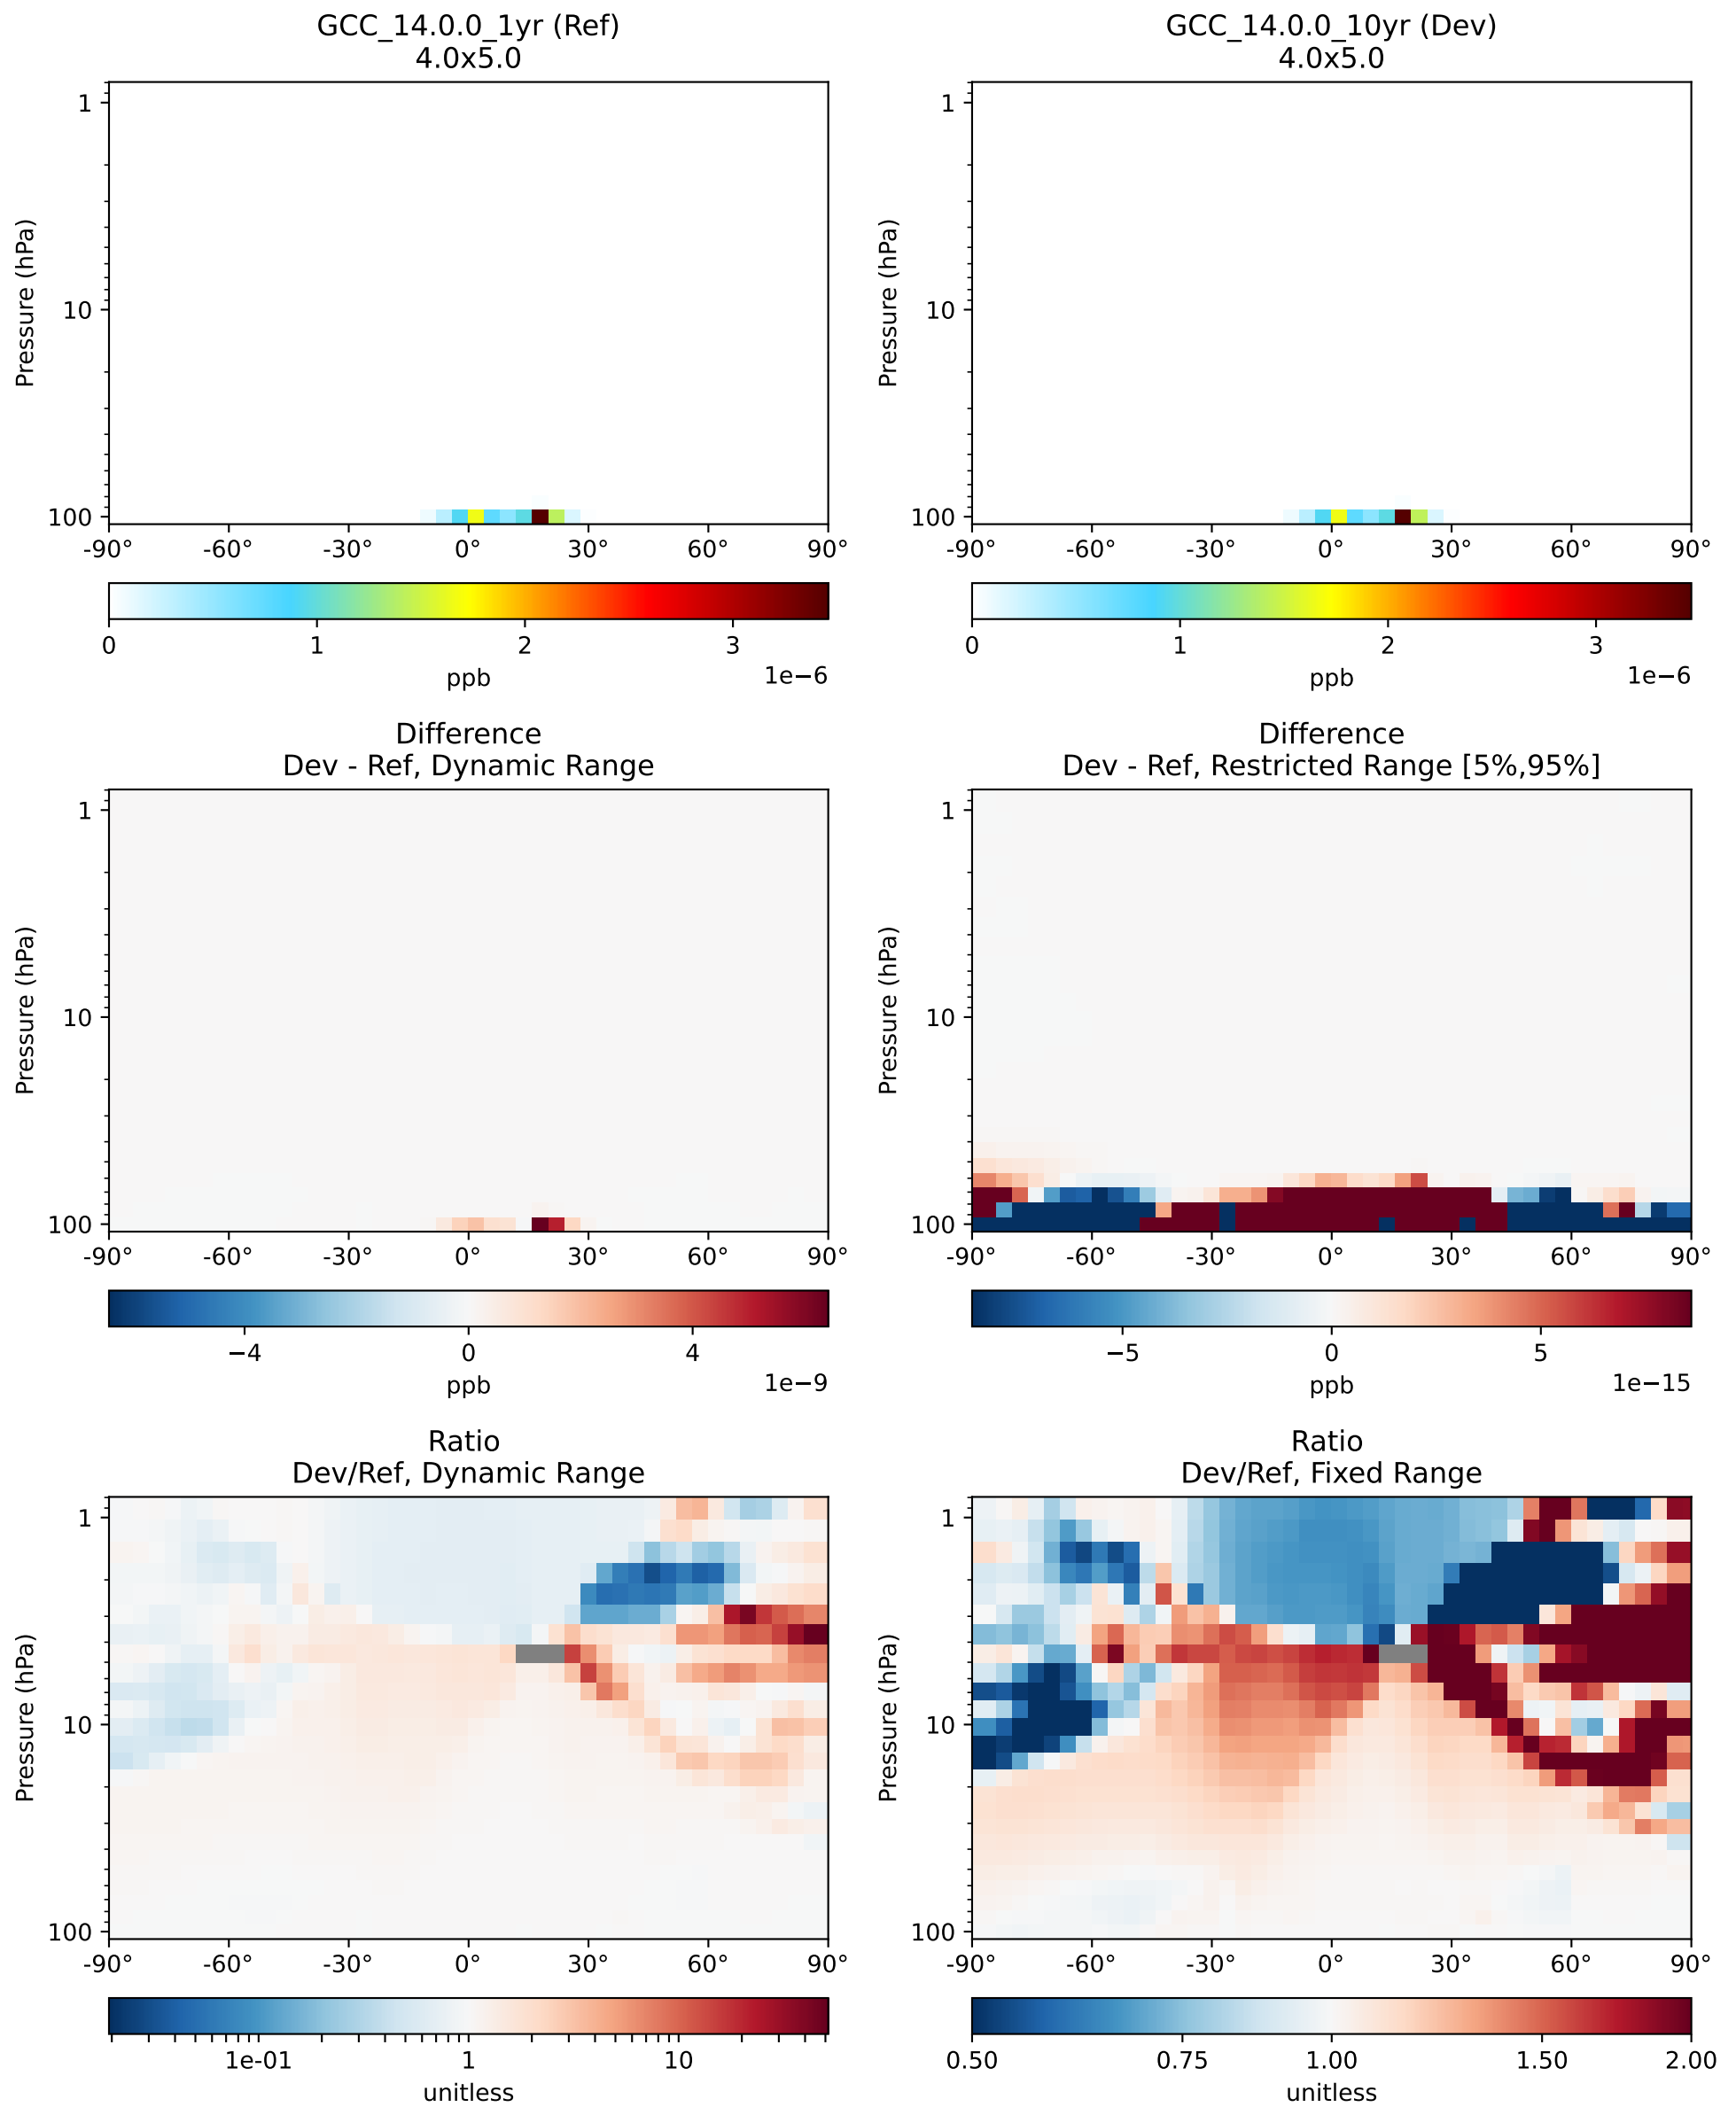 GCC_14.0.0_1yr (Ref)
4.0x5.0
GCC_14.0.0_10yr (Dev)
4.0x5.0
Pressure (hPa)
1
10
100
-90° -60° -30° 0° 30° 60° 90°
0 1 2 3
ppb
1e−6
Pressure (hPa)
1
10
100
-90° -60° -30° 0° 30° 60° 90°
0 1 2 3
ppb
1e−6
Difference
Dev - Ref, Dynamic Range
Difference
Dev - Ref, Restricted Range [5%,95%]
Pressure (hPa)
1
10
100
-90° -60° -30° 0° 30° 60° 90°
−4 0 4
ppb
1e−9
Pressure (hPa)
1
10
100
-90° -60° -30° 0° 30° 60° 90°
−5 0 5
ppb
1e−15
Ratio
Dev/Ref, Dynamic Range
Ratio
Dev/Ref, Fixed Range
Pressure (hPa)
1
10
100
-90° -60° -30° 0° 30° 60° 90°
1e-01 1 10
unitless
Pressure (hPa)
1
10
100
-90° -60° -30° 0° 30° 60° 90°
0.50 0.75 1.00 1.50 2.00
unitless